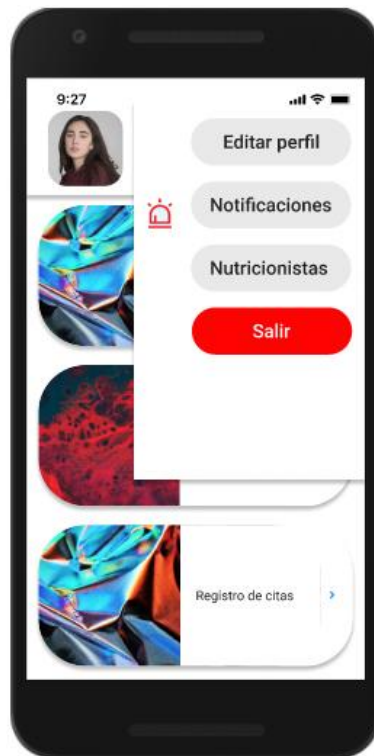 9:27
Editar perfil
Notificaciones
Nutricionistas
Salir
Registro de citas